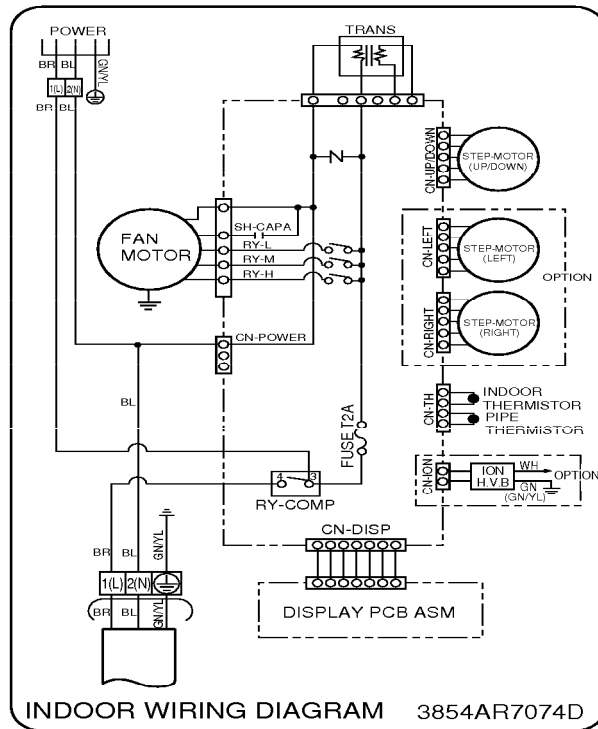 POWER
BR BL GN/YL
1(L) 2(N)
BR BL
TRANS
N
CN-UP/DOWN
STEP-MOTOR
(UP/DOWN)
FAN
MOTOR
SH-CAPA
RY-L
RY-M
RY-H
CN-LEFT
STEP-MOTOR
(LEFT)
OPTION
CN-RIGHT
STEP-MOTOR
(RIGHT)
CN-POWER
BL
FUSE T2A
CN-TH
INDOOR
THERMISTOR
PIPE
THERMISTOR
4 3
RY-COMP
CN-ION
ION
H.V.B
WH
GN
(GN/YL)
OPTION
CN-DISP
BR BL GN/YL
1(L) 2(N)
BR BL GN/YL
DISPLAY PCB ASM
INDOOR WIRING DIAGRAM 3854AR7074D